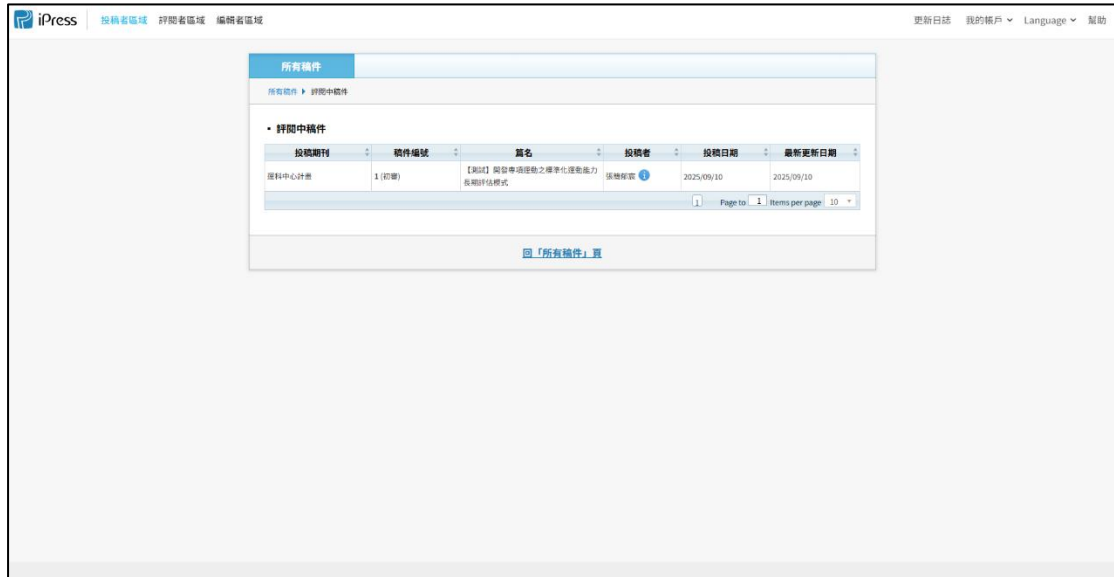 iPress 投稿者區域 評閱者區域 編輯者區域 更新日誌 我的帳戶 Language 幫助
所有稿件
所有稿件 評閱中稿件
評閱中稿件
投稿期刊 稿件編號 篇名 投稿者 投稿日期 最新更新日期
運科中心計畫 1 (初審) 【測試】開發專項運動之標準化運動能力 2025/09/10 2025/09/10
長期評估模式
1 Page to 1 Items per page 10
回「所有稿件」頁